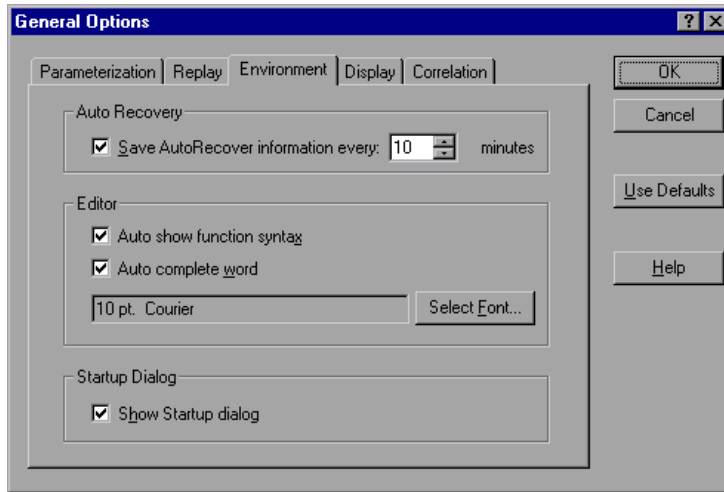 General Options
Parameterization
Replay
Environment
Display
Correlation
Auto Recovery
Save AutoRecover information every: 10 minutes
Editor
Auto show function syntax
Auto complete word
10 pt. Courier
Select Font...
Startup Dialog
Show Startup dialog
OK
Cancel
Use Defaults
Help